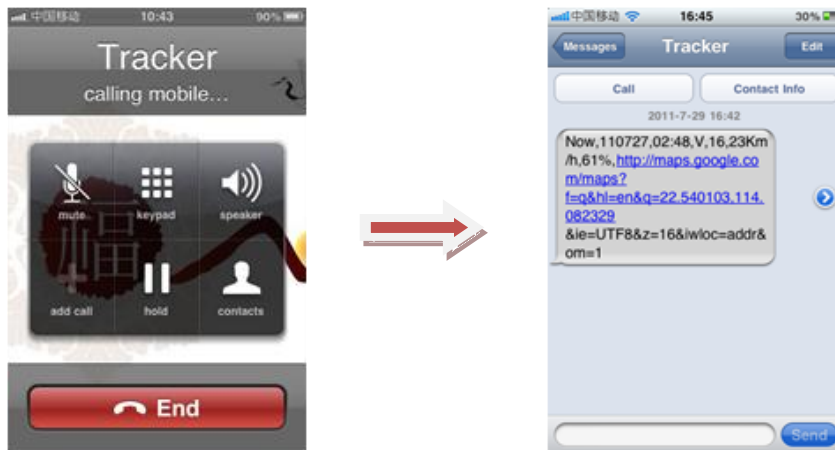 中国移动 10:43 90%
Tracker
calling mobile...
mute keypad speaker
福
add call hold contacts
End
中国移动 16:45 30%
Messages Tracker Edit
Call Contact Info
2011-7-29 16:42
Now,110727,02:48,V,16,23Km
/h,61%,http://maps.google.co
m/maps?
f=q&hl=en&q=22.540103,114.
082329
&ie=UTF8&z=16&iwloc=addr&
om=1
Send